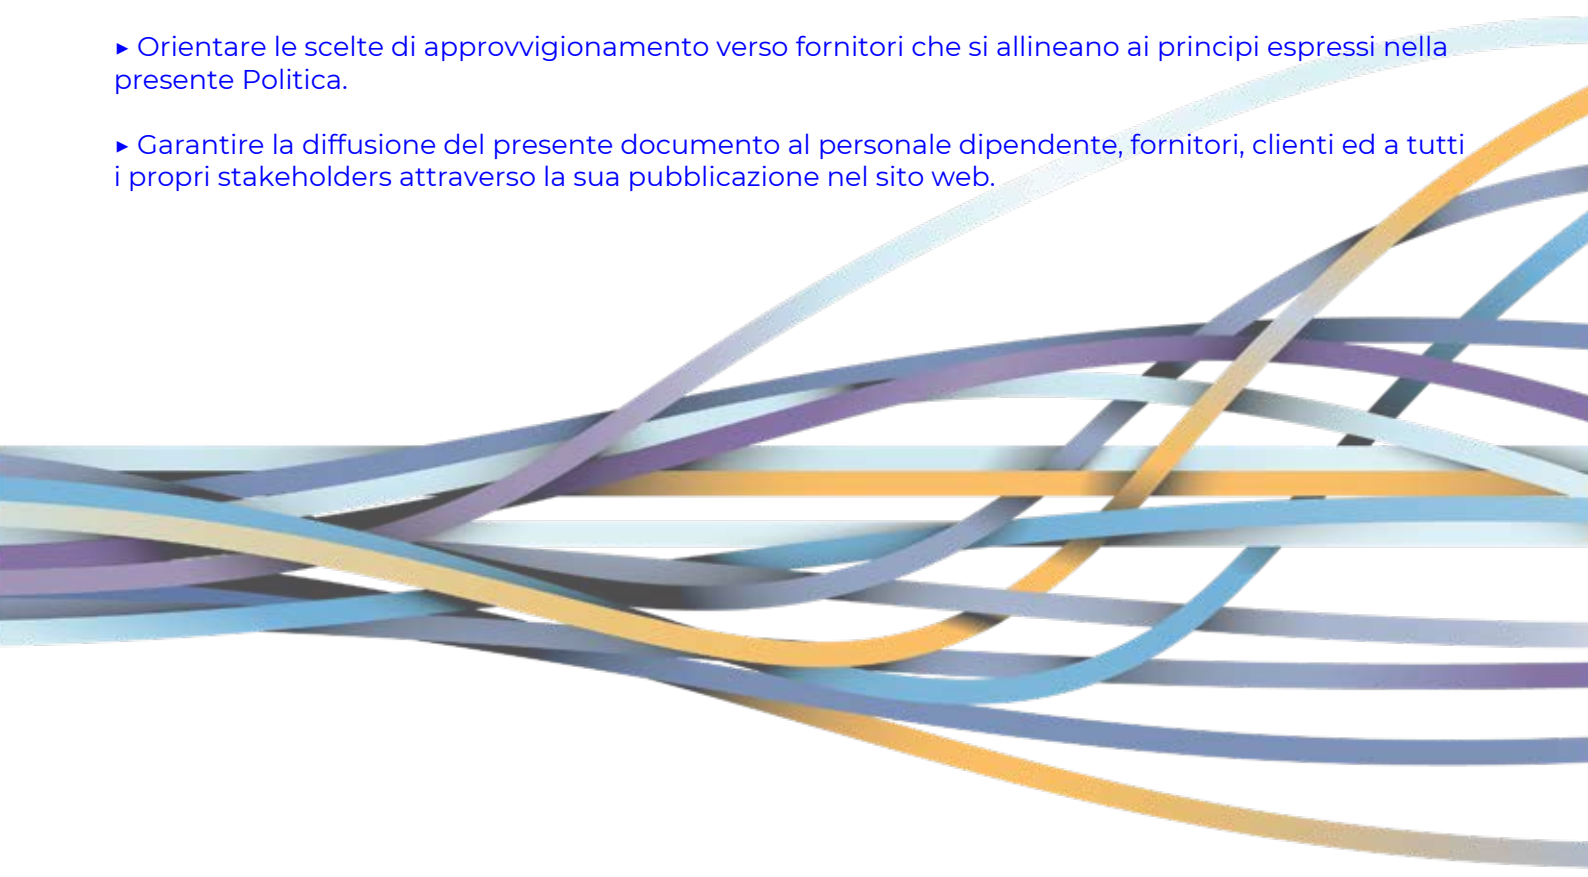 ▸ Orientare le scelte di approvvigionamento verso fornitori che si allineano ai principi espressi nella
presente Politica.
▸ Garantire la diffusione del presente documento al personale dipendente, fornitori, clienti ed a tutti
i propri stakeholders attraverso la sua pubblicazione nel sito web.